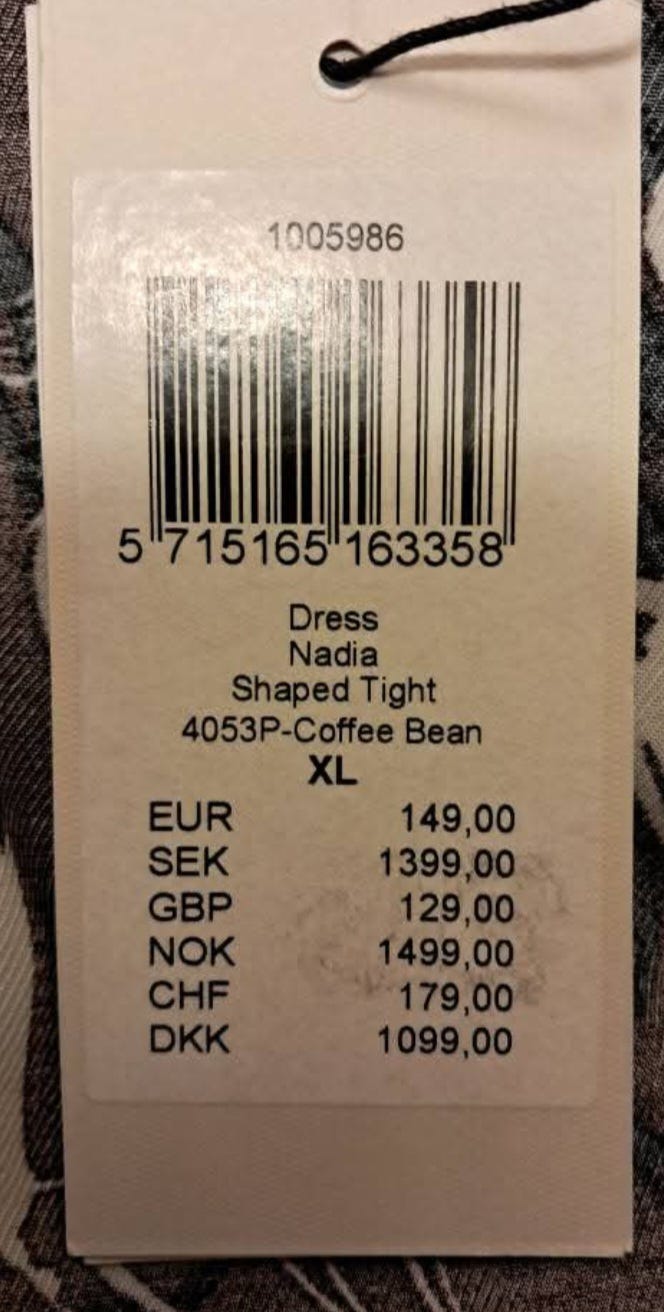 1005986
5 715165 163358
Dress
Nadia
Shaped Tight
4053P-Coffee Bean
XL
EUR 149,00
SEK 1399,00
GBP 129,00
NOK 1499,00
CHF 179,00
DKK 1099,00